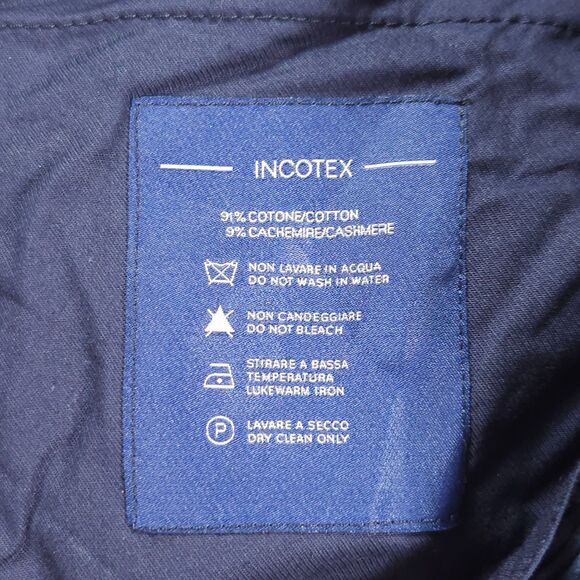 INCOTEX
91% COTONE/COTTON
9% CACHEMIRE/CASHMERE
NON LAVARE IN ACQUA
DO NOT WASH IN WATER
NON CANDEGGIARE
DO NOT BLEACH
STIRARE A BASSA
TEMPERATURA
LUKEWARM IRON
P
LAVARE A SECCO
DRY CLEAN ONLY